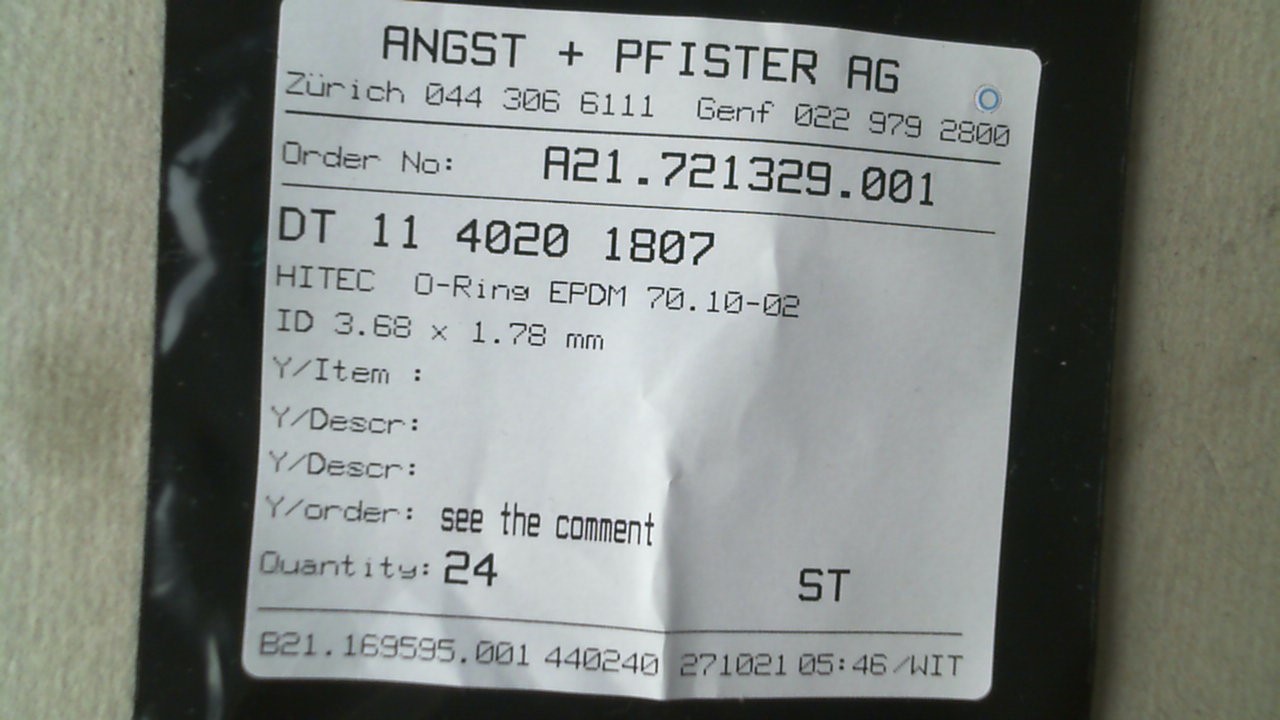 ANGST + PFISTER AG
Zürich 044 306 6111 Genf 022 979 2800
Order No: A21.721329.001
DT 11 4020 1807
HITEC O-Ring EPDM 70.10-02
ID 3.68 x 1.78 mm
Y/Item :
Y/Descr:
Y/Descr:
Y/order: see the comment
Quantity: 24 ST
B21.169595.001 440240 271021 05:46/WIT